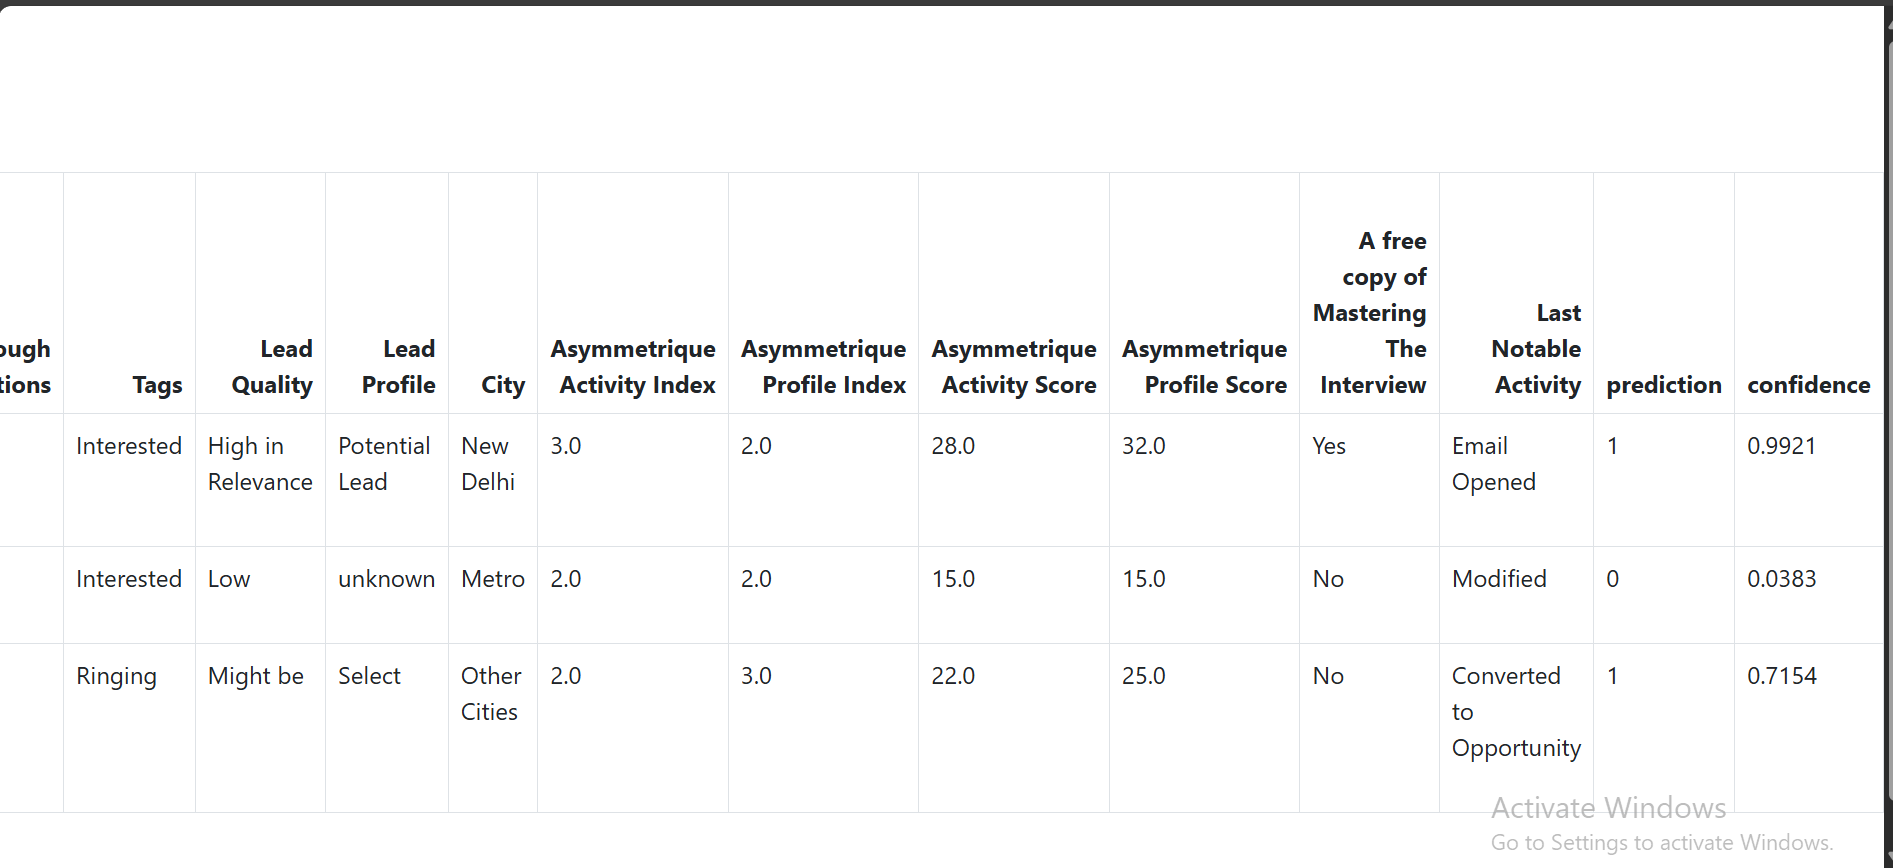 A free
copy of
Mastering Last
ough Lead Lead Asymmetrique Asymmetrique Asymmetrique Asymmetrique The Notable
tions Tags Quality Profile City Activity Index Profile Index Activity Score Profile Score Interview Activity prediction confidence
Interested High in Potential New 3.0 2.0 28.0 32.0 Yes Email 1 0.9921
Relevance Lead Delhi Opened
Interested Low unknown Metro 2.0 2.0 15.0 15.0 No Modified 0 0.0383
Ringing Might be Select Other 2.0 3.0 22.0 25.0 No Converted 1 0.7154
Cities to
Opportunity
Activate Windows
Go to Settings to activate Windows.